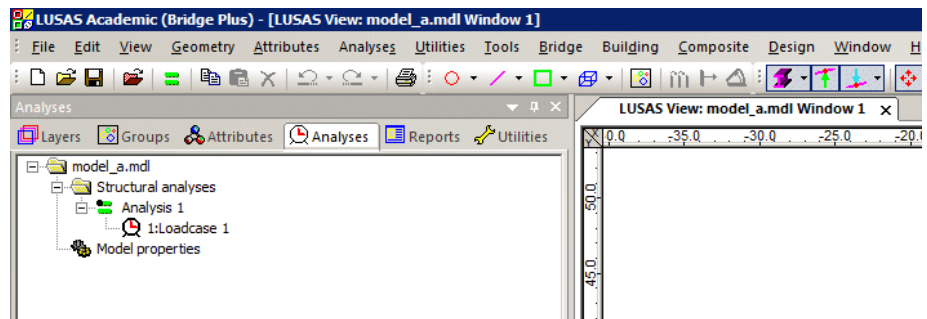 LUSAS Academic (Bridge Plus) - [LUSAS View: model_a.mdl Window 1]
File Edit View Geometry Attributes Analyses Utilities Tools Bridge Building Composite Design Window H
Analyses
LUSAS View: model_a.mdl Window 1 x
Layers Groups Attributes Analyses Reports Utilities
X Y 0.0 -35.0 -30.0 -25.0 -20.
model_a.mdl
Structural analyses
Analysis 1
1:Loadcase 1
Model properties
50.0
45.0